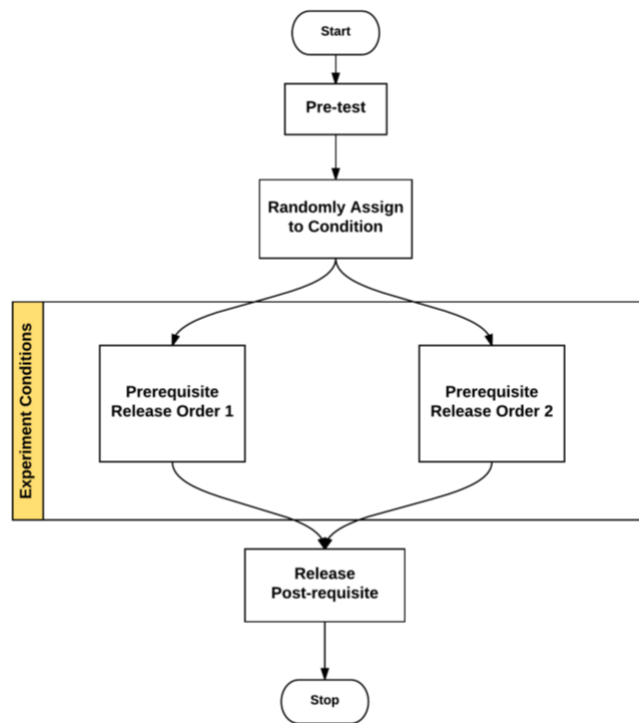 Start
Pre-test
Randomly Assign
to Condition
Experiment Conditions
Prerequisite
Release Order 1
Prerequisite
Release Order 2
Release
Post-requisite
Stop